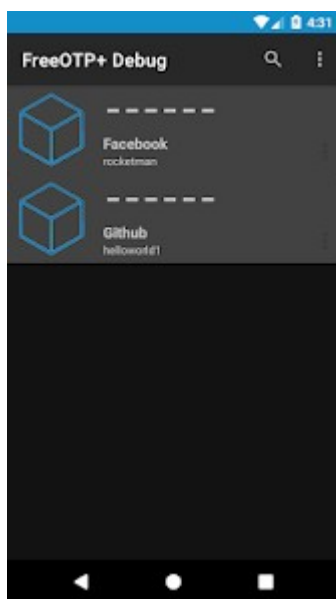 4:31
FreeOTP+ Debug
Facebook
rocketman
Github
helloworld1